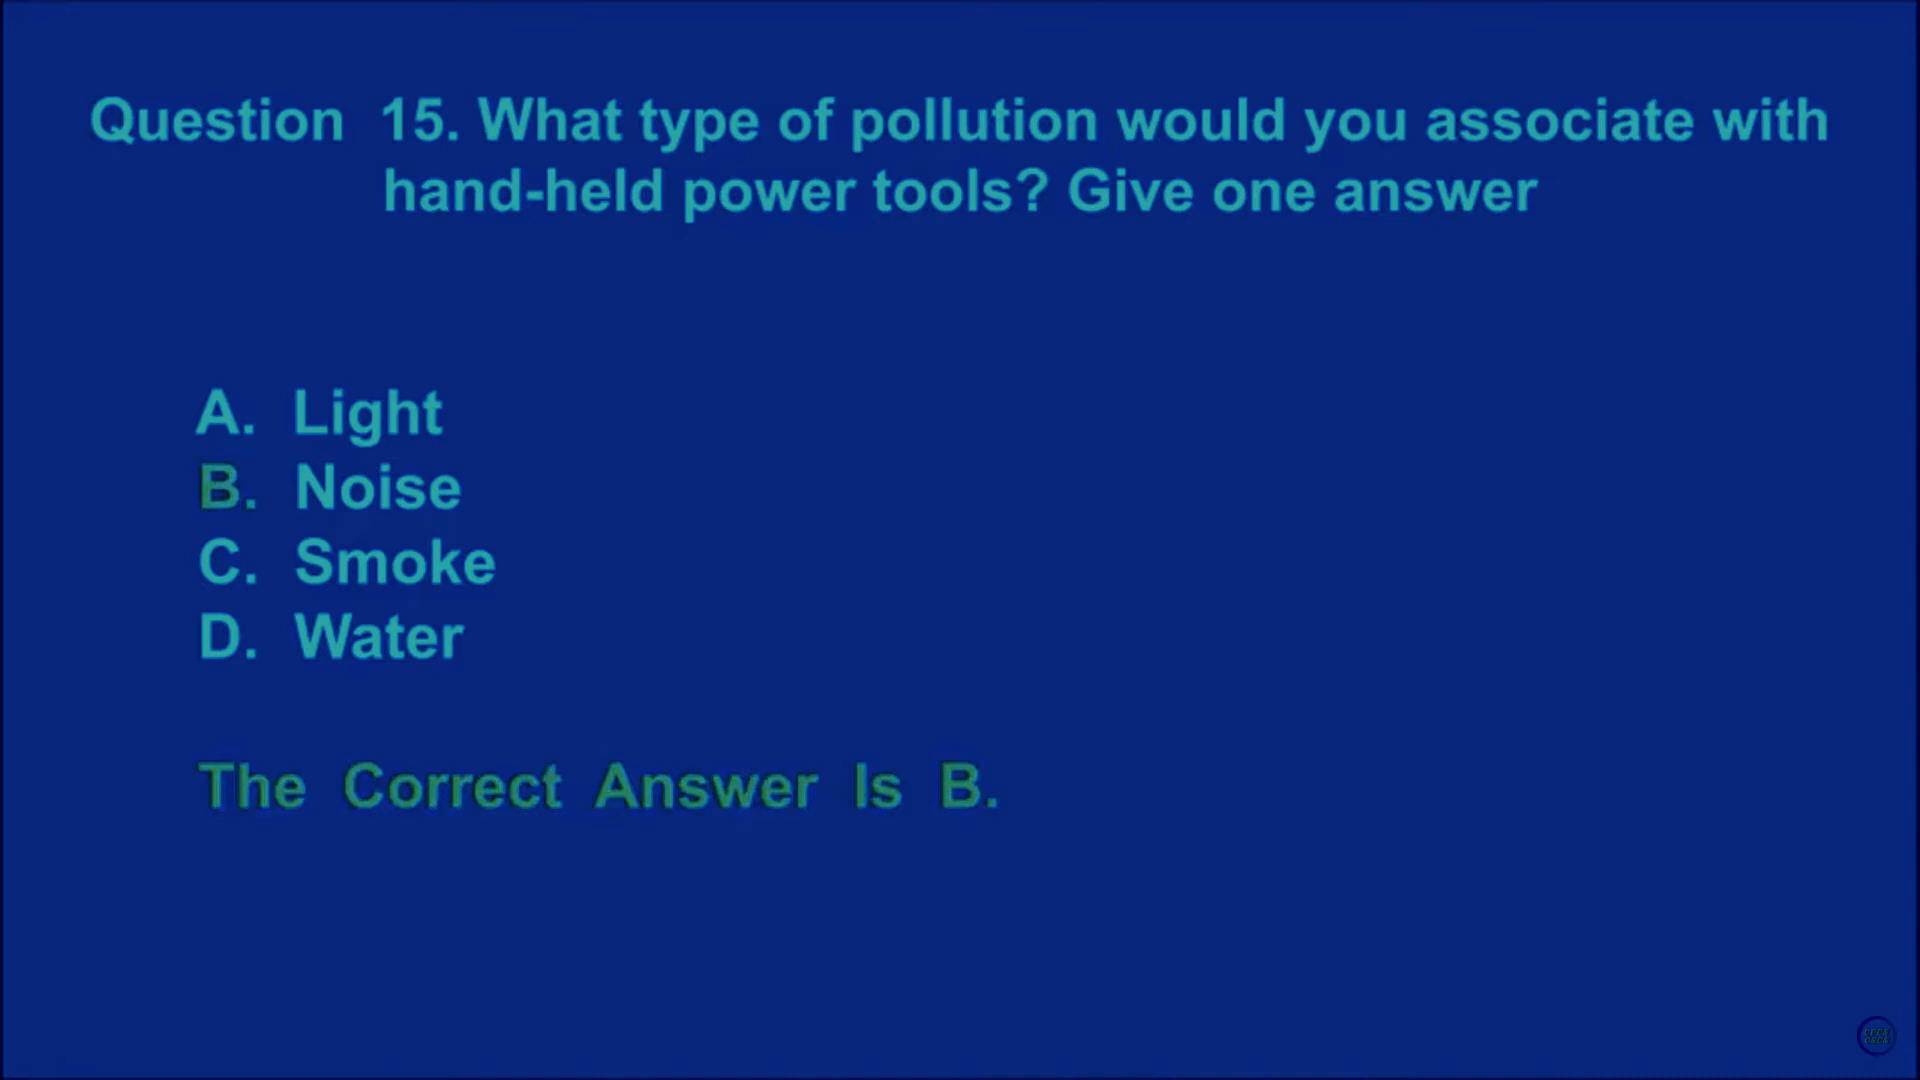 Question 15. What type of pollution would you associate with
hand-held power tools? Give one answer
A. Light
B. Noise
C. Smoke
D. Water
The Correct Answer Is B.